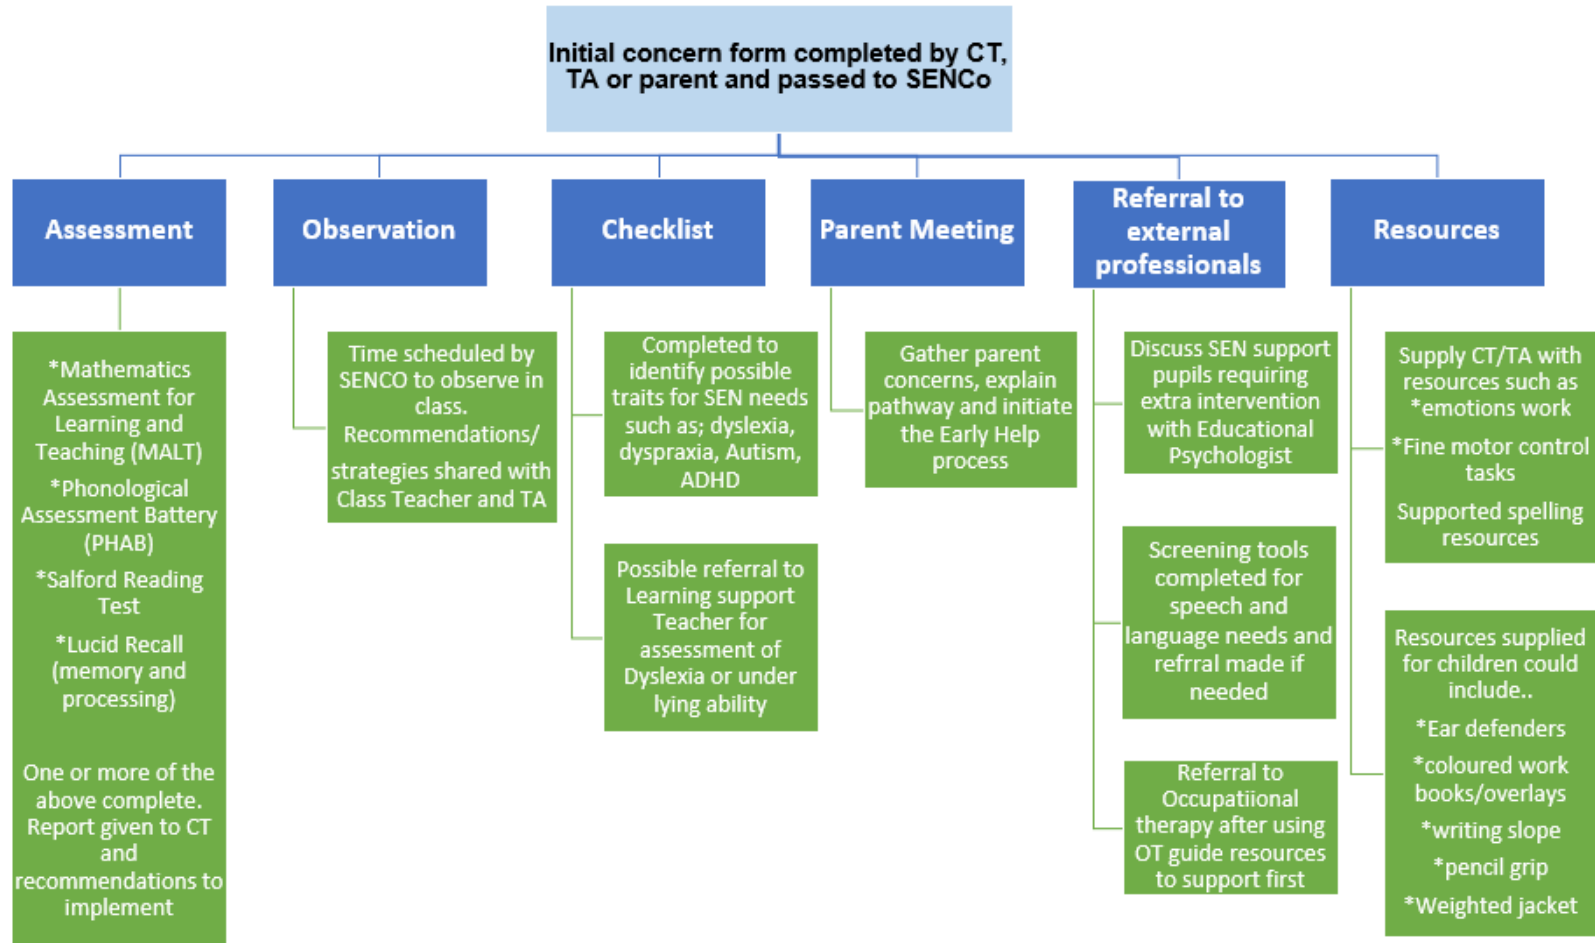 Initial concern form completed by CT,
TA or parent and passed to SENCo
Assessment
*Mathematics
Assessment for
Learning and
Teaching (MALT)
*Phonological
Assessment Battery
(PHAB)
*Salford Reading
Test
*Lucid Recall
(memory and
processing)
One or more of the
above complete.
Report given to CT
and
recommendations to
implement
Observation
Time scheduled by
SENCO to observe in
class.
Recommendations/
strategies shared with
Class Teacher and TA
Checklist
Completed to
identify possible
traits for SEN needs
such as; dyslexia,
dyspraxia, Autism,
ADHD
Possible referral to
Learning support
Teacher for
assessment of
Dyslexia or under
lying ability
Parent Meeting
Gather parent
concerns, explain
pathway and initiate
the Early Help
process
Referral to
external
professionals
Discuss SEN support
pupils requiring
extra intervention
with Educational
Psychologist
Screening tools
completed for
speech and
language needs and
refrral made if
needed
Referral to
Occupatiional
therapy after using
OT guide resources
to support first
Resources
Supply CT/TA with
resources such as
*emotions work
*Fine motor control
tasks
Supported spelling
resources
Resources supplied
for children could
include..
*Ear defenders
*coloured work
books/overlays
*writing slope
*pencil grip
*Weighted jacket